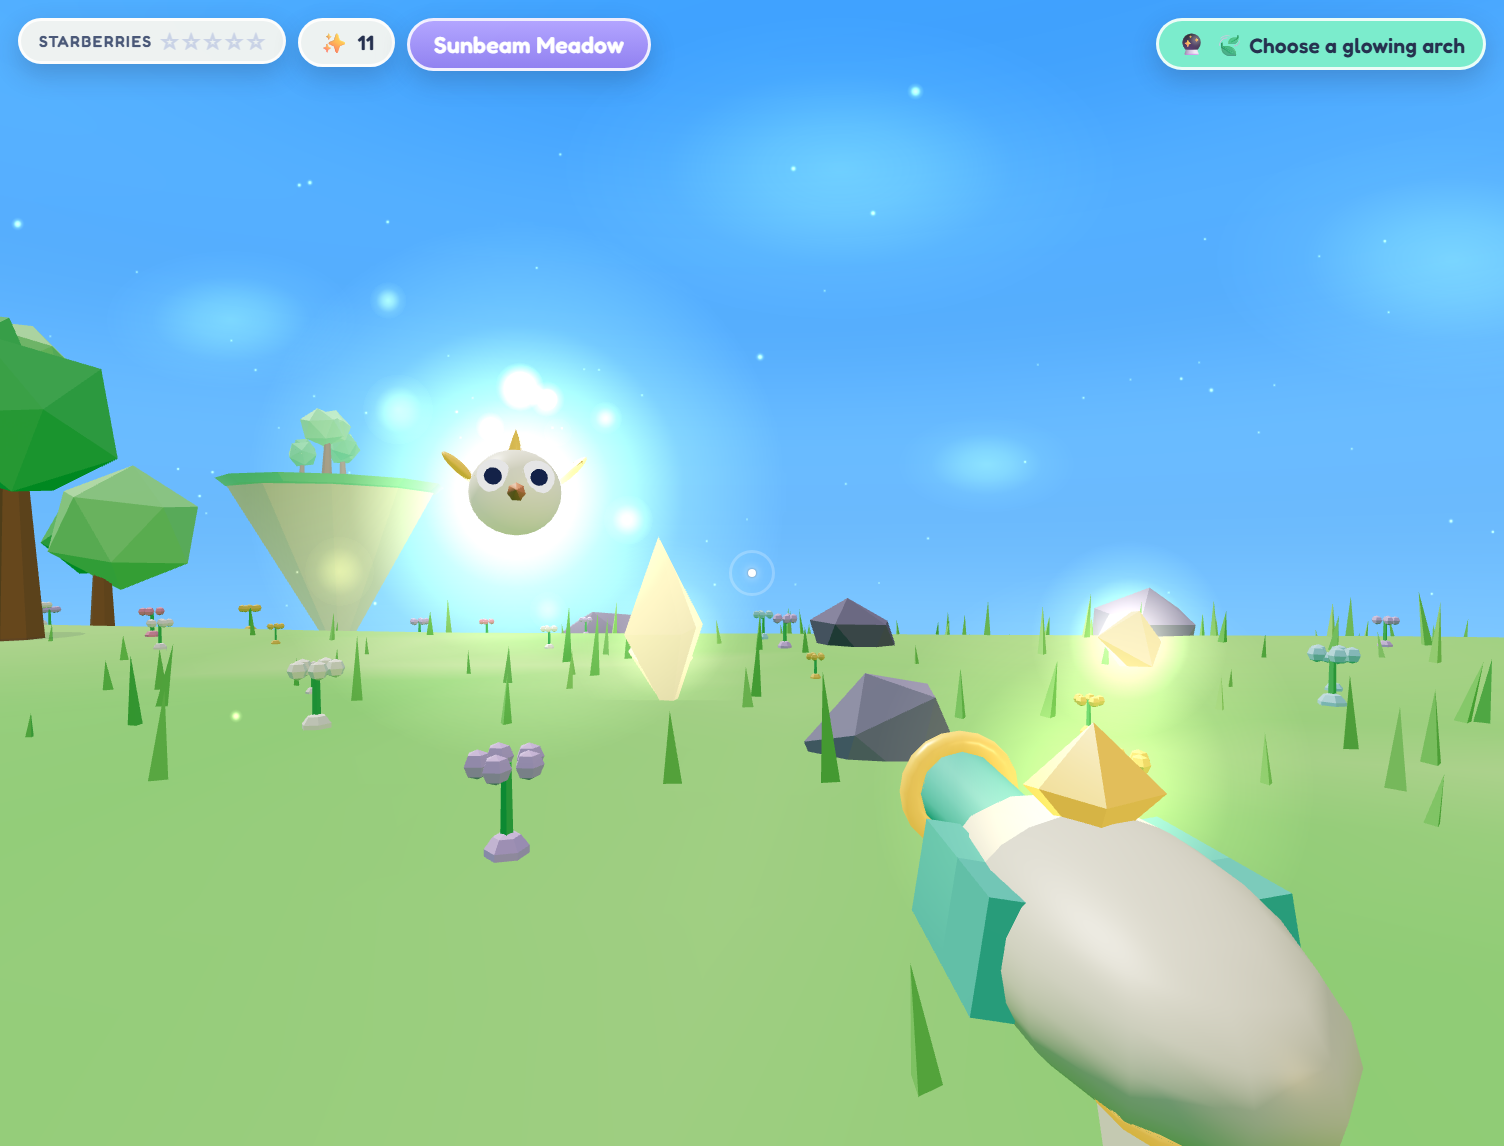 STARBERRIES ☆☆☆☆☆
✨ 11
Sunbeam Meadow
🔮 🌿 Choose a glowing arch